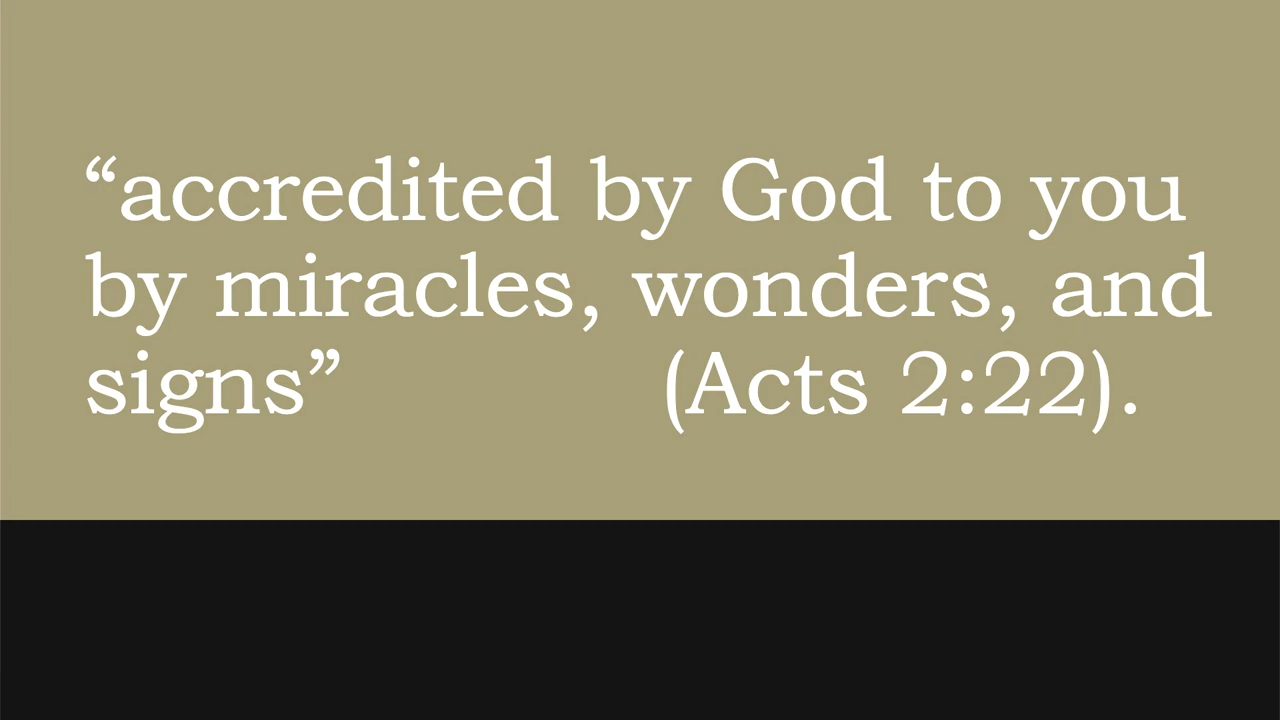 “accredited by God to you
by miracles, wonders, and
signs” (Acts 2:22).